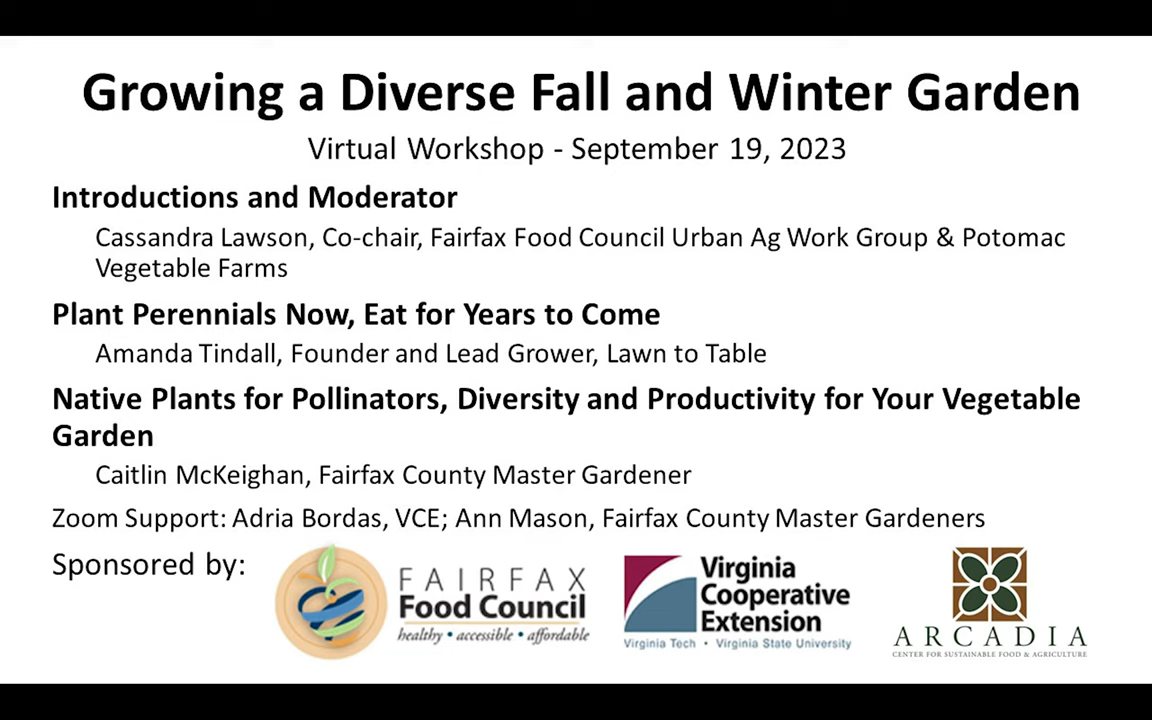 Growing a Diverse Fall and Winter Garden
Virtual Workshop - September 19, 2023
Introductions and Moderator
Cassandra Lawson, Co-chair, Fairfax Food Council Urban Ag Work Group & Potomac
Vegetable Farms
Plant Perennials Now, Eat for Years to Come
Amanda Tindall, Founder and Lead Grower, Lawn to Table
Native Plants for Pollinators, Diversity and Productivity for Your Vegetable
Garden
Caitlin McKeighan, Fairfax County Master Gardener
Zoom Support: Adria Bordas, VCE; Ann Mason, Fairfax County Master Gardeners
Sponsored by:
FAIRFAX
Food Council
healthy • accessible • affordable
Virginia
Cooperative
Extension
Virginia Tech • Virginia State University
ARCADIA
CENTER FOR SUSTAINABLE FOOD & AGRICULTURE